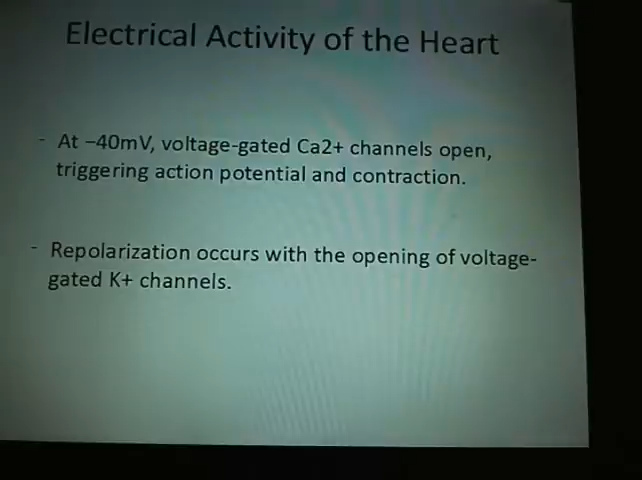 Electrical Activity of the Heart
- At –40mV, voltage-gated Ca2+ channels open,
triggering action potential and contraction.
- Repolarization occurs with the opening of voltage-
gated K+ channels.